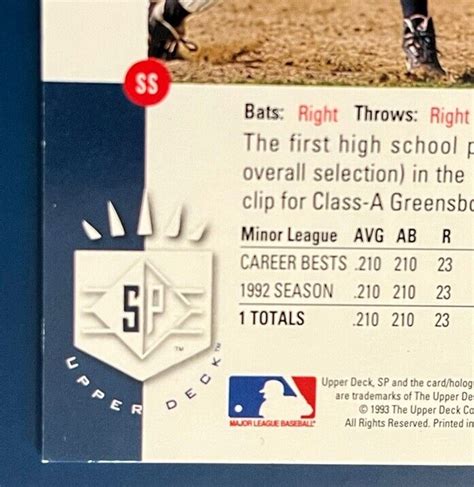 SS
Bats: Right Throws: Right
The first high school p
overall selection) in the
clip for Class-A Greensbo
Minor League AVG AB R
CAREER BESTS .210 210 23
1992 SEASON .210 210 23
1 TOTALS .210 210 23
SP
™
UPPER DECK
™
MAJOR LEAGUE BASEBALL
Upper Deck, SP and the card/holog
are trademarks of The Upper De
© 1993 The Upper Deck Co
All Rights Reserved. Printed in